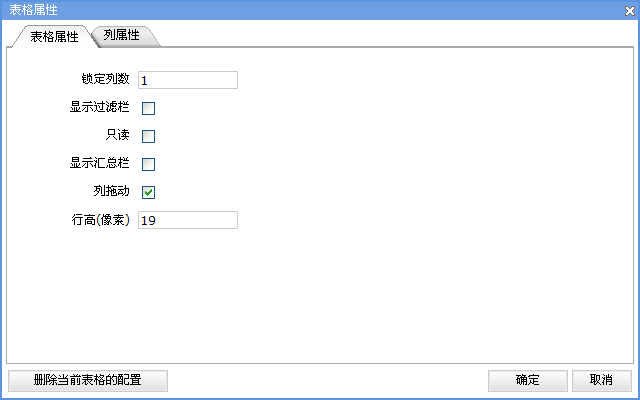 表格属性
表格属性 列属性
锁定列数 1
显示过滤栏
只读
显示汇总栏
列拖动
行高(像素) 19
删除当前表格的配置 确定 取消